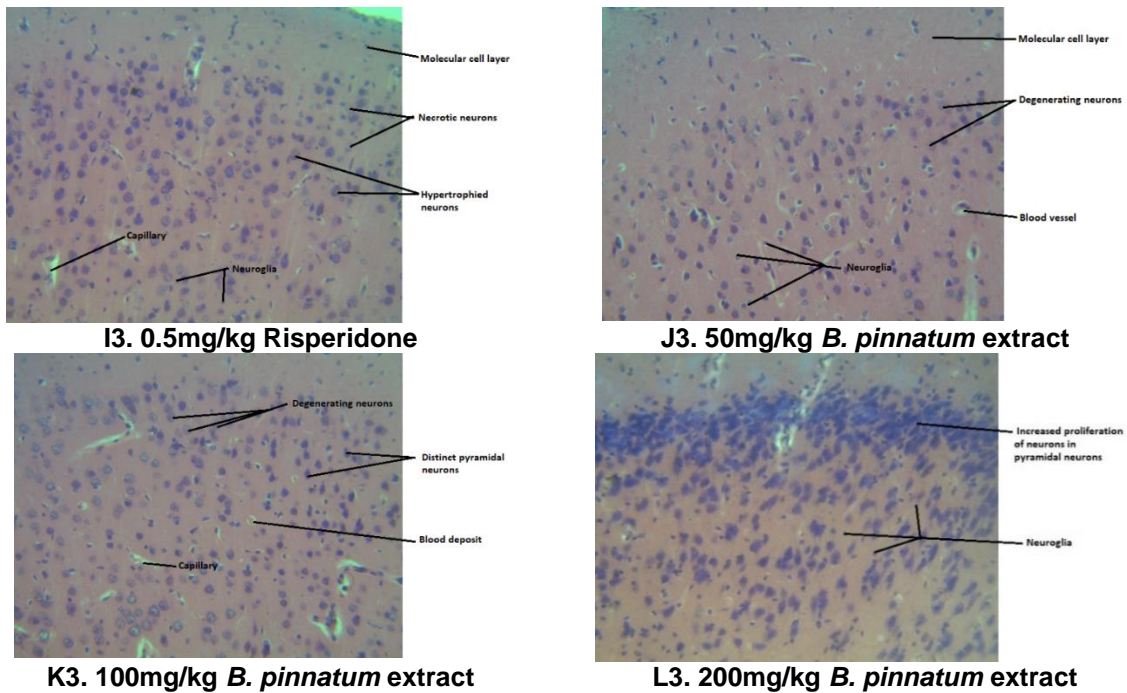 Molecular cell layer
Necrotic neurons
Hypertrophied
neurons
Capillary
Neuroglia
I3. 0.5mg/kg Risperidone
Molecular cell layer
Degenerating neurons
Blood vessel
Neuroglia
J3. 50mg/kg B. pinnatum extract
Degenerating neurons
Distinct pyramidal
neurons
Blood deposit
Capillary
K3. 100mg/kg B. pinnatum extract
Increased proliferation
of neurons in
pyramidal neurons
Neuroglia
L3. 200mg/kg B. pinnatum extract